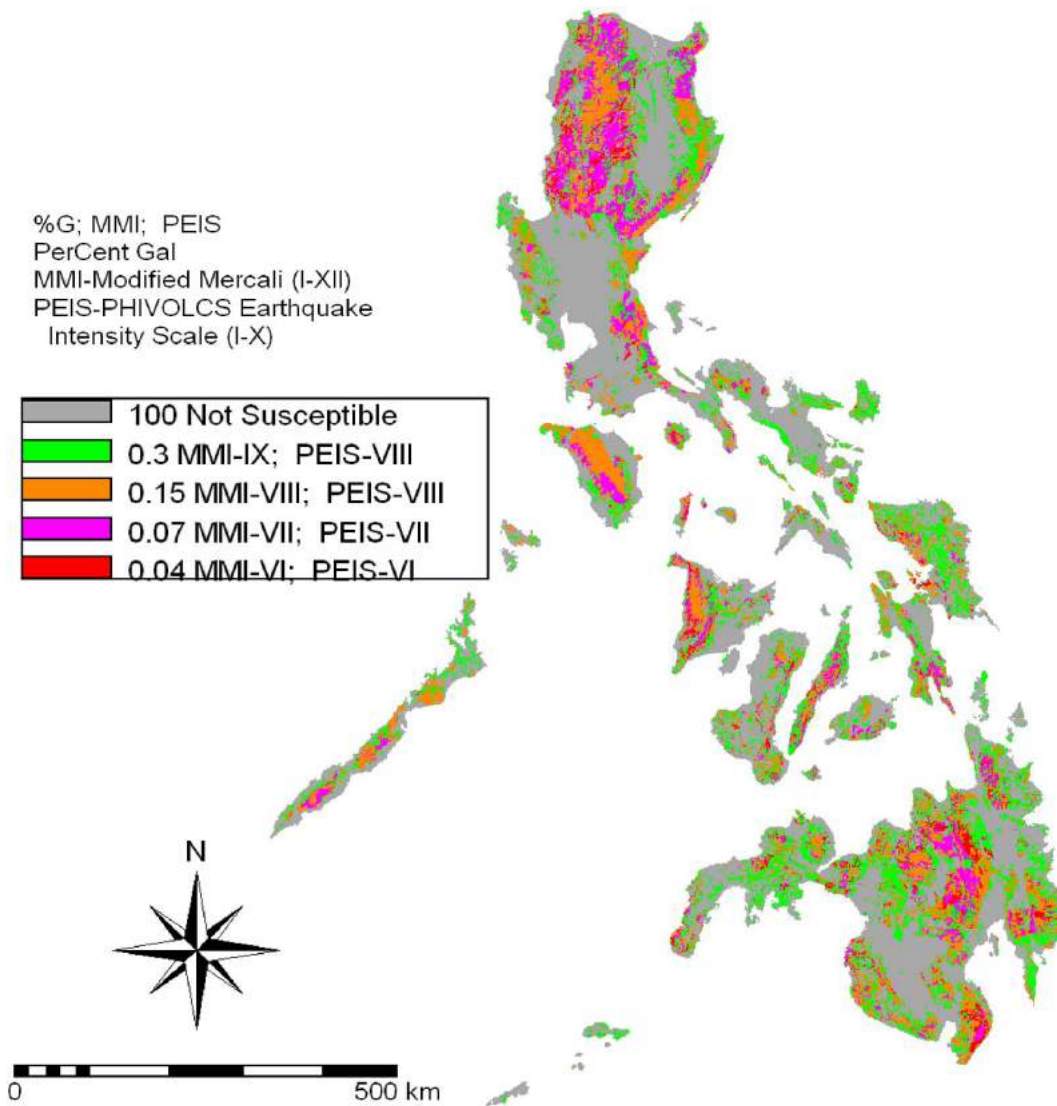 %G; MMI; PEIS
PerCent Gal
MMI-Modified Mercali (I-XII)
PEIS-PHIVOLCS Earthquake
Intensity Scale (I-X)
100 Not Susceptible
0.3 MMI-IX; PEIS-VIII
0.15 MMI-VIII; PEIS-VIII
0.07 MMI-VII; PEIS-VII
0.04 MMI-VI; PEIS-VI
N
0 500 km